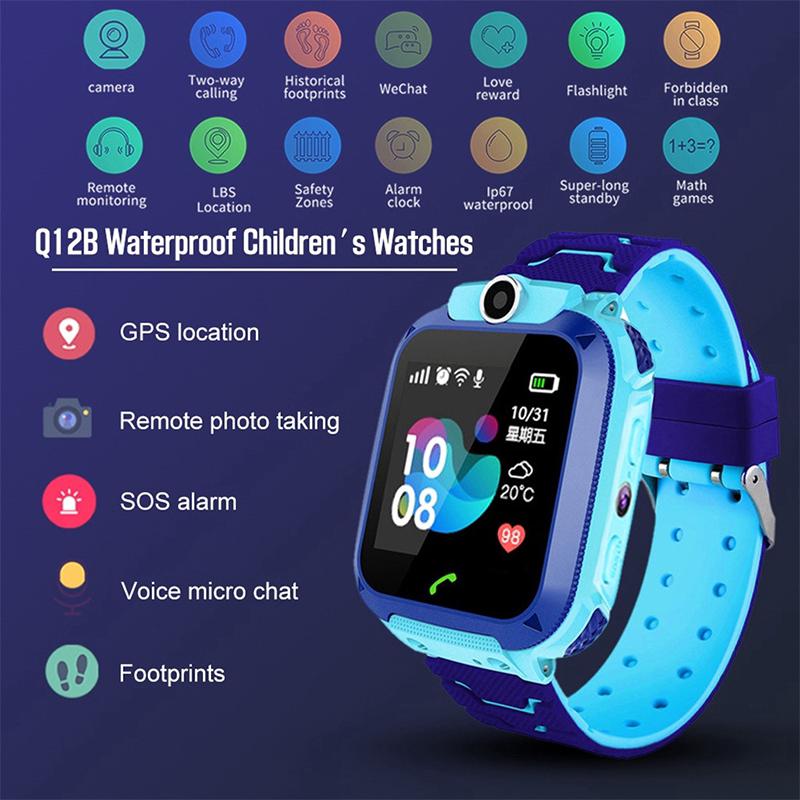 camera
Two-way
calling
Historical
footprints
WeChat
Love
reward
Flashlight
Forbidden
in class
1+3=?
Remote
monitoring
LBS
Location
Safety
Zones
Alarm
clock
Ip67
waterproof
Super-long
standby
Math
games
Q12B Waterproof Children's Watches
GPS location
Remote photo taking
SOS alarm
Voice micro chat
Footprints
10/31
星期五
10
08
20°C
98